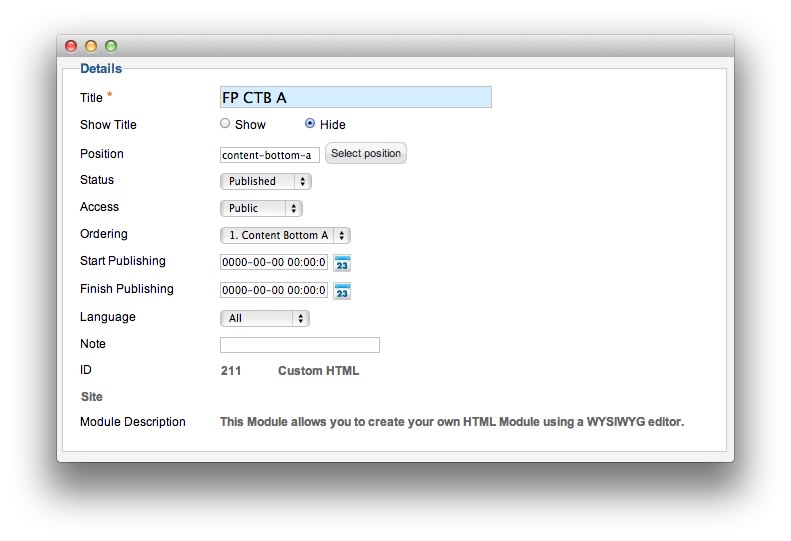 Details
Title * FP CTB A
Show Title Show Hide
Position content-bottom-a Select position
Status Published
Access Public
Ordering 1. Content Bottom A
Start Publishing 0000-00-00 00:00:0 23
Finish Publishing 0000-00-00 00:00:0 23
Language All
Note
ID 211 Custom HTML
Site
Module Description This Module allows you to create your own HTML Module using a WYSIWYG editor.